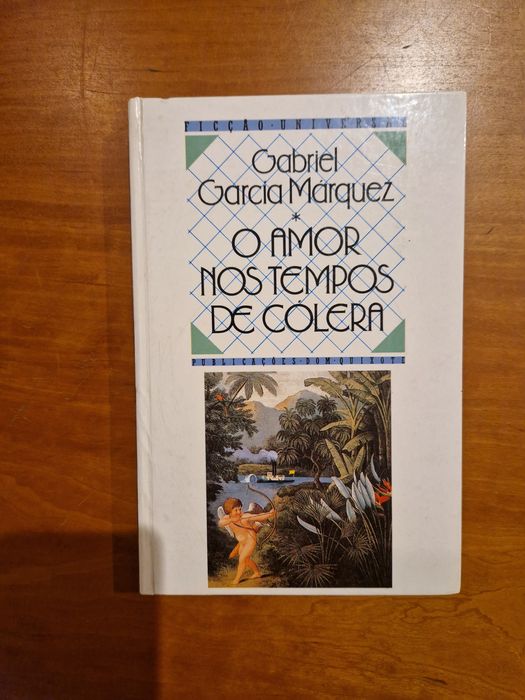 FICÇÃO · UNIVERSAL
Gabriel
García Márquez
*
O AMOR
NOS TEMPOS
DE CÓLERA
PUBLICAÇÕES · DOM · QUIXOTE